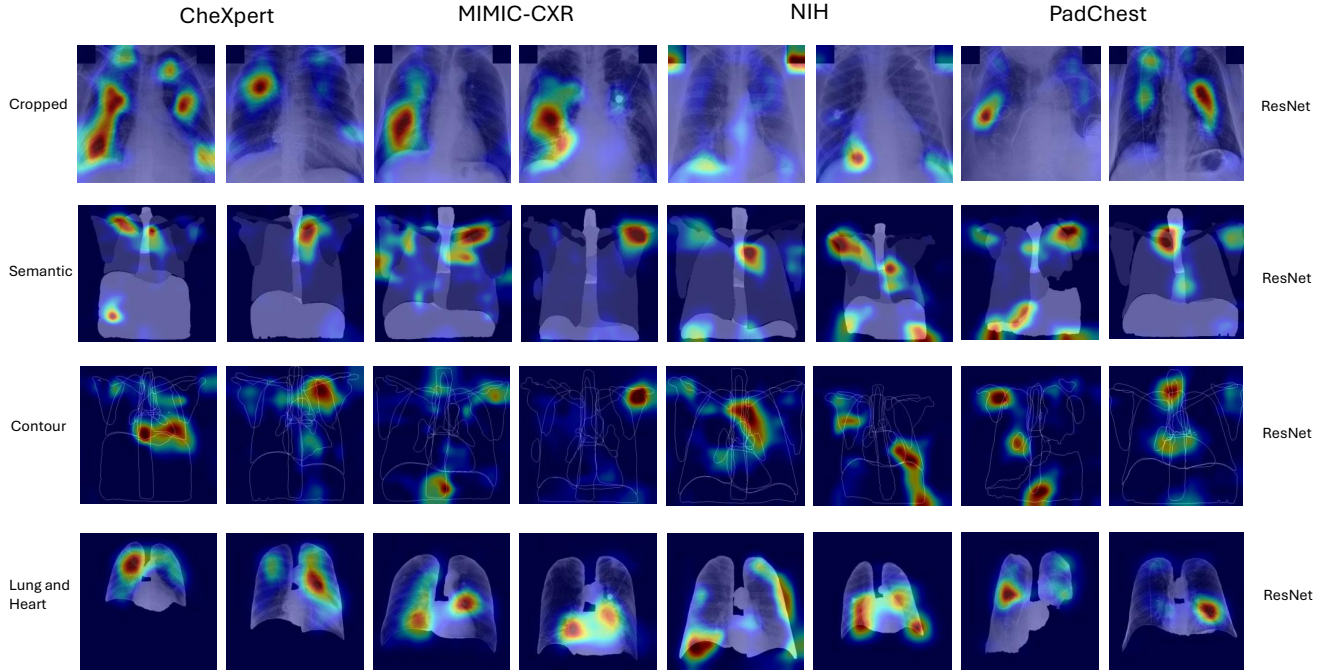 CheXpert MIMIC-CXR NIH PadChest
Cropped ResNet
Semantic ResNet
Contour ResNet
Lung and
Heart ResNet